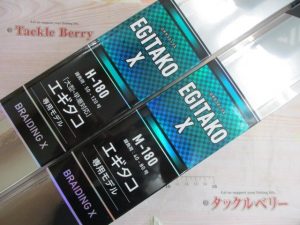 Tackle Berry
EGITAKO
X
H-180
エギタコ
専用モデル
BRAIDING X
EGITAKO
X
M-180
エギタコ
専用モデル
BRAIDING X
タックルベリー